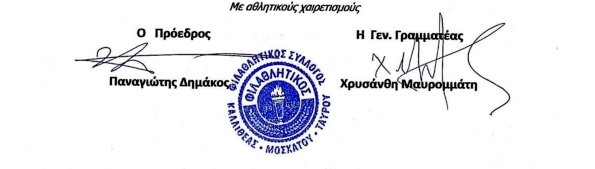 Με αθλητικούς χαιρετισμούς
Ο Πρόεδρος
Η Γεν. Γραμματέας
Παναγιώτης Δημάκος
Χρυσάνθη Μαυρομμάτη
ΦΙΛΑΘΛΗΤΙΚΟΣ ΣΥΛΛΟΓΟΣ
ΚΑΛΛΙΘΕΑΣ • ΜΟΣΧΑΤΟΥ • ΤΑΥΡΟΥ
ΦΙΛΑΘΛΗΤΙΚΟΣ